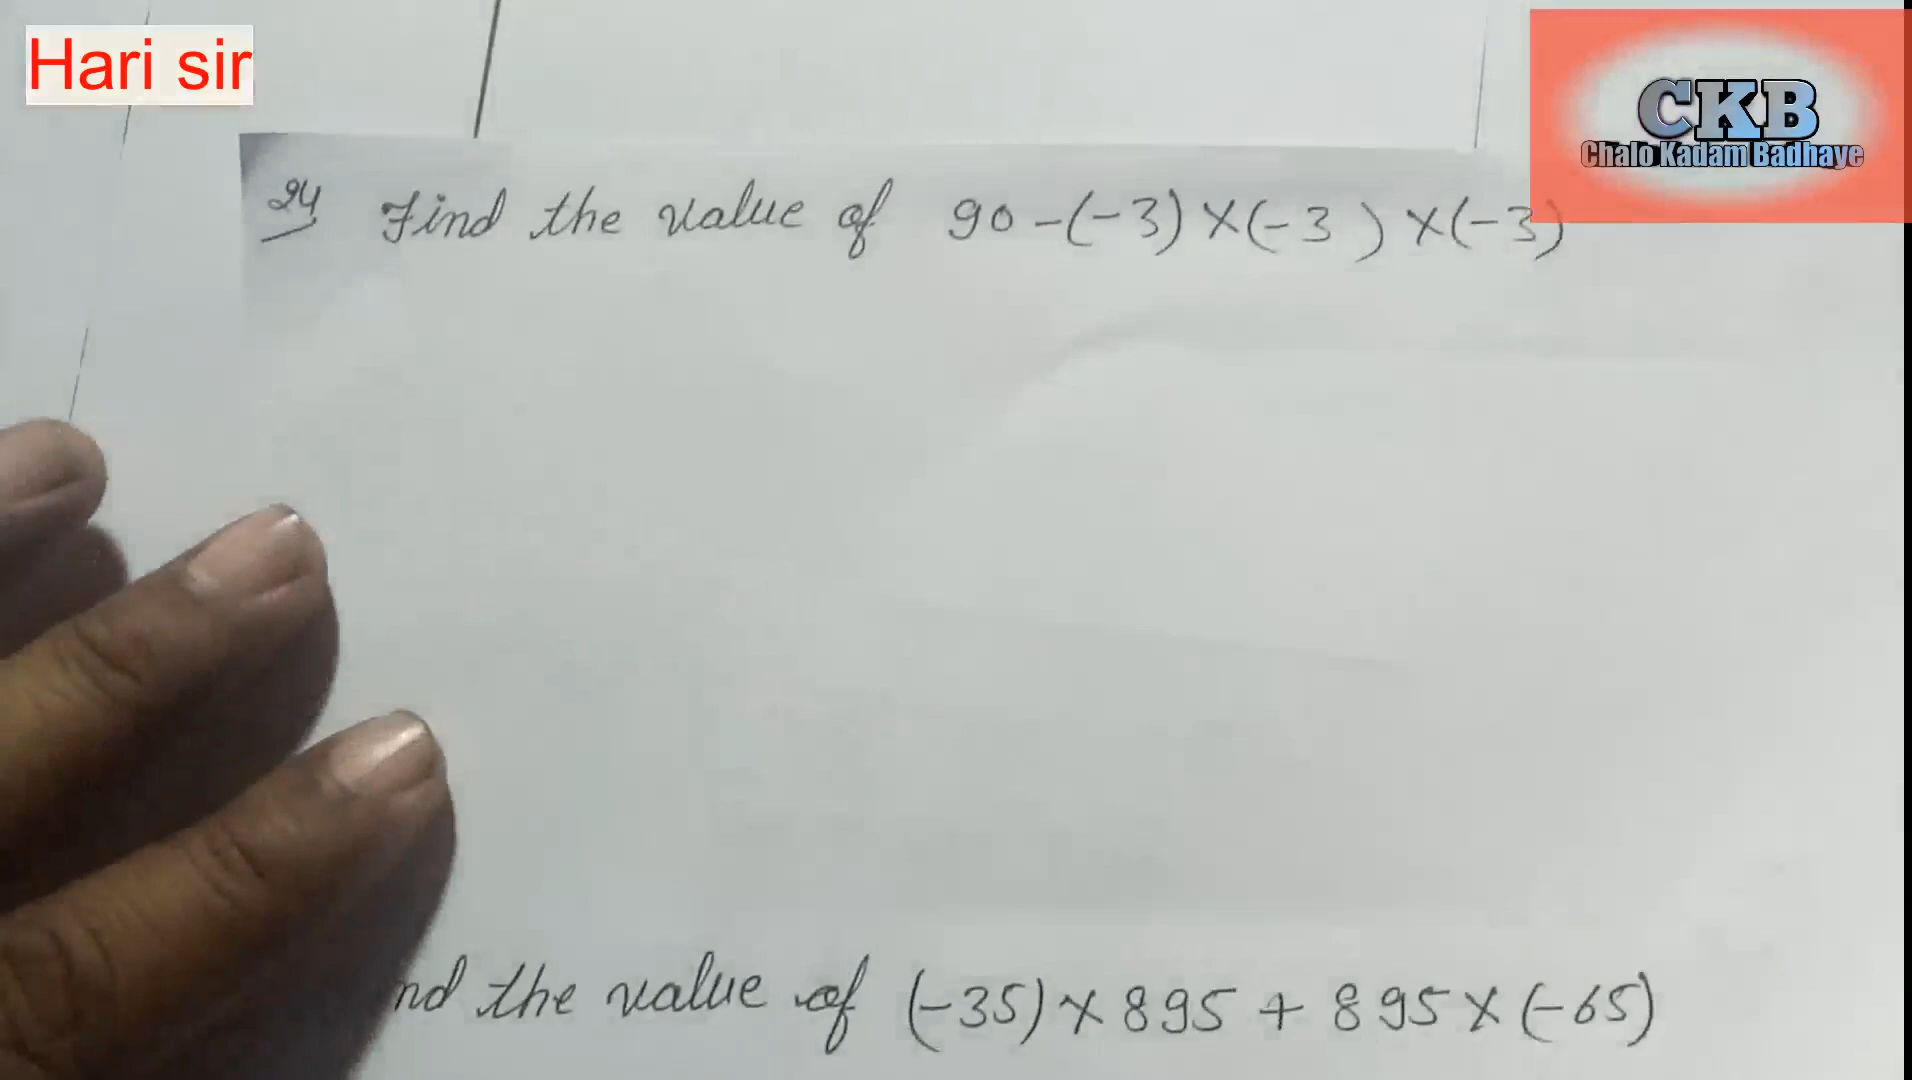 Hari sir
CKB
Chalo Kadam Badhaye
24 Find the value of 90-(-3)×(-3)×(-3)
nd the value of (-35)×895+895×(-65)